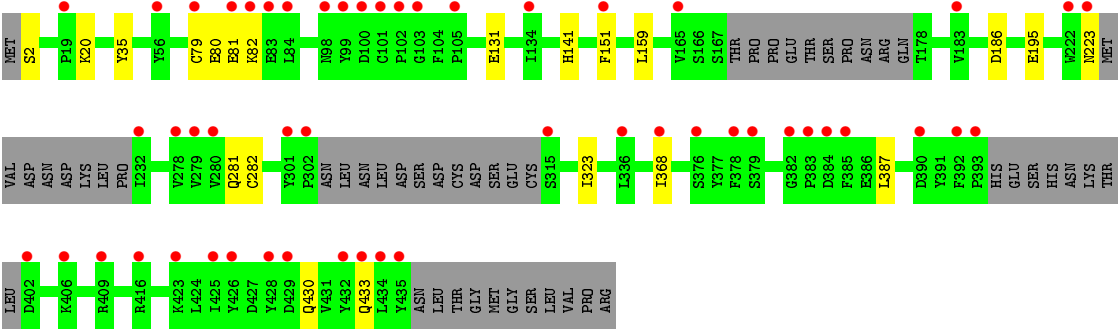 MET S2 P19 K20 Y35 Y56 C79 E80 E81 K82 E83 L84 N98 Y99 D100 C101 P102 G103 F104 P105 E131 I134 H141 F151 L159 V165 S166 S167 THR PRO PRO GLU THR SER PRO ASN ARG GLN T178 V183 D186 E195 W222 N223 MET
VAL ASP ASN ASP LYS LEU PRO I232 V278 V279 V280 Q281 C282 Y301 P302 ASN LEU ASN LEU ASP SER ASP CYS ASP SER GLU CYS S315 I323 L336 I368 S376 Y377 F378 S379 G382 P383 D384 F385 E386 L387 D390 Y391 F392 P393 HIS GLU SER HIS ASN LYS THR
LEU D402 K406 R409 R416 K423 L424 I425 Y426 D427 Y428 D429 Q430 V431 Y432 Q433 L434 Y435 ASN LEU THR GLY MET GLY SER LEU VAL PRO ARG